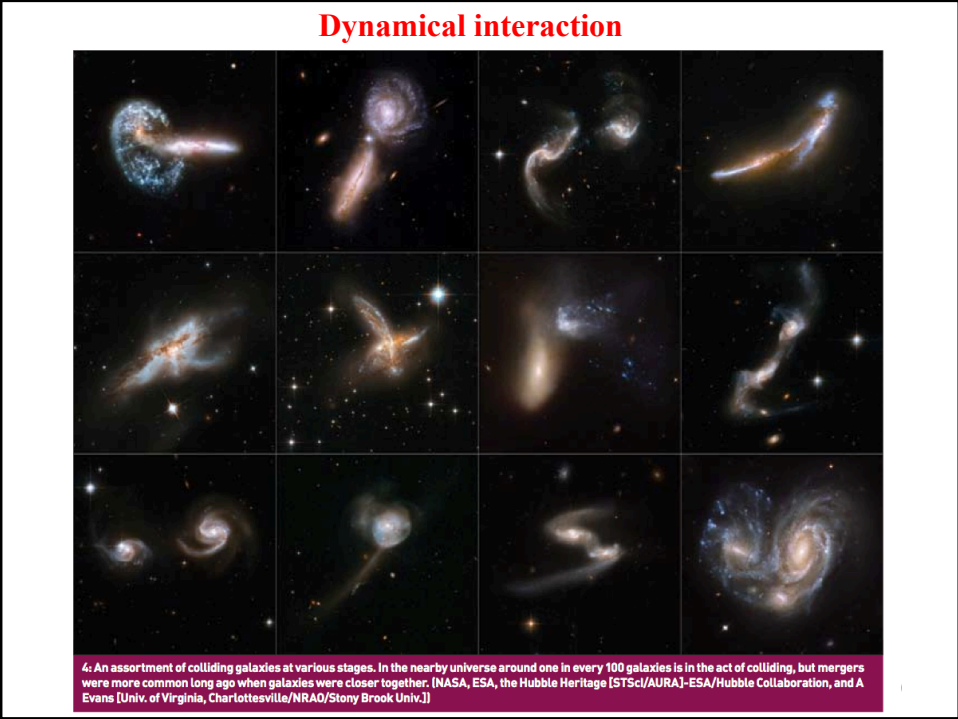 Dynamical interaction
4: An assortment of colliding galaxies at various stages. In the nearby universe around one in every 100 galaxies is in the act of colliding, but mergers
were more common long ago when galaxies were closer together. (NASA, ESA, the Hubble Heritage [STScI/AURA]-ESA/Hubble Collaboration, and A
Evans [Univ. of Virginia, Charlottesville/NRAO/Stony Brook Univ.])